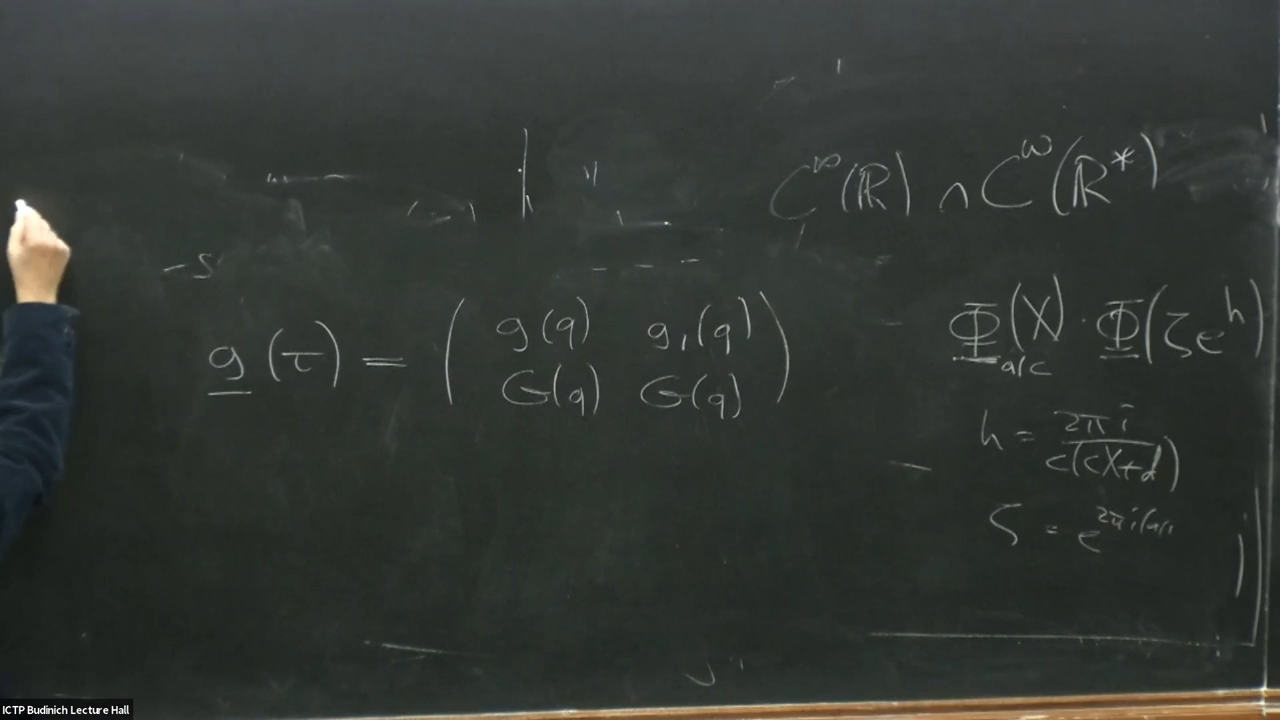 C^∞(ℝ) ∩ C^ω(ℝ*)
-s
g(τ) = ( g(q) g₁(q)
G(q) G(q) )
Φ_{a/c}(X) · Φ(ζe^h)
h = 2πi / c(cX+d)
ζ = e^{2πi a/c}
ICTP Budinich Lecture Hall